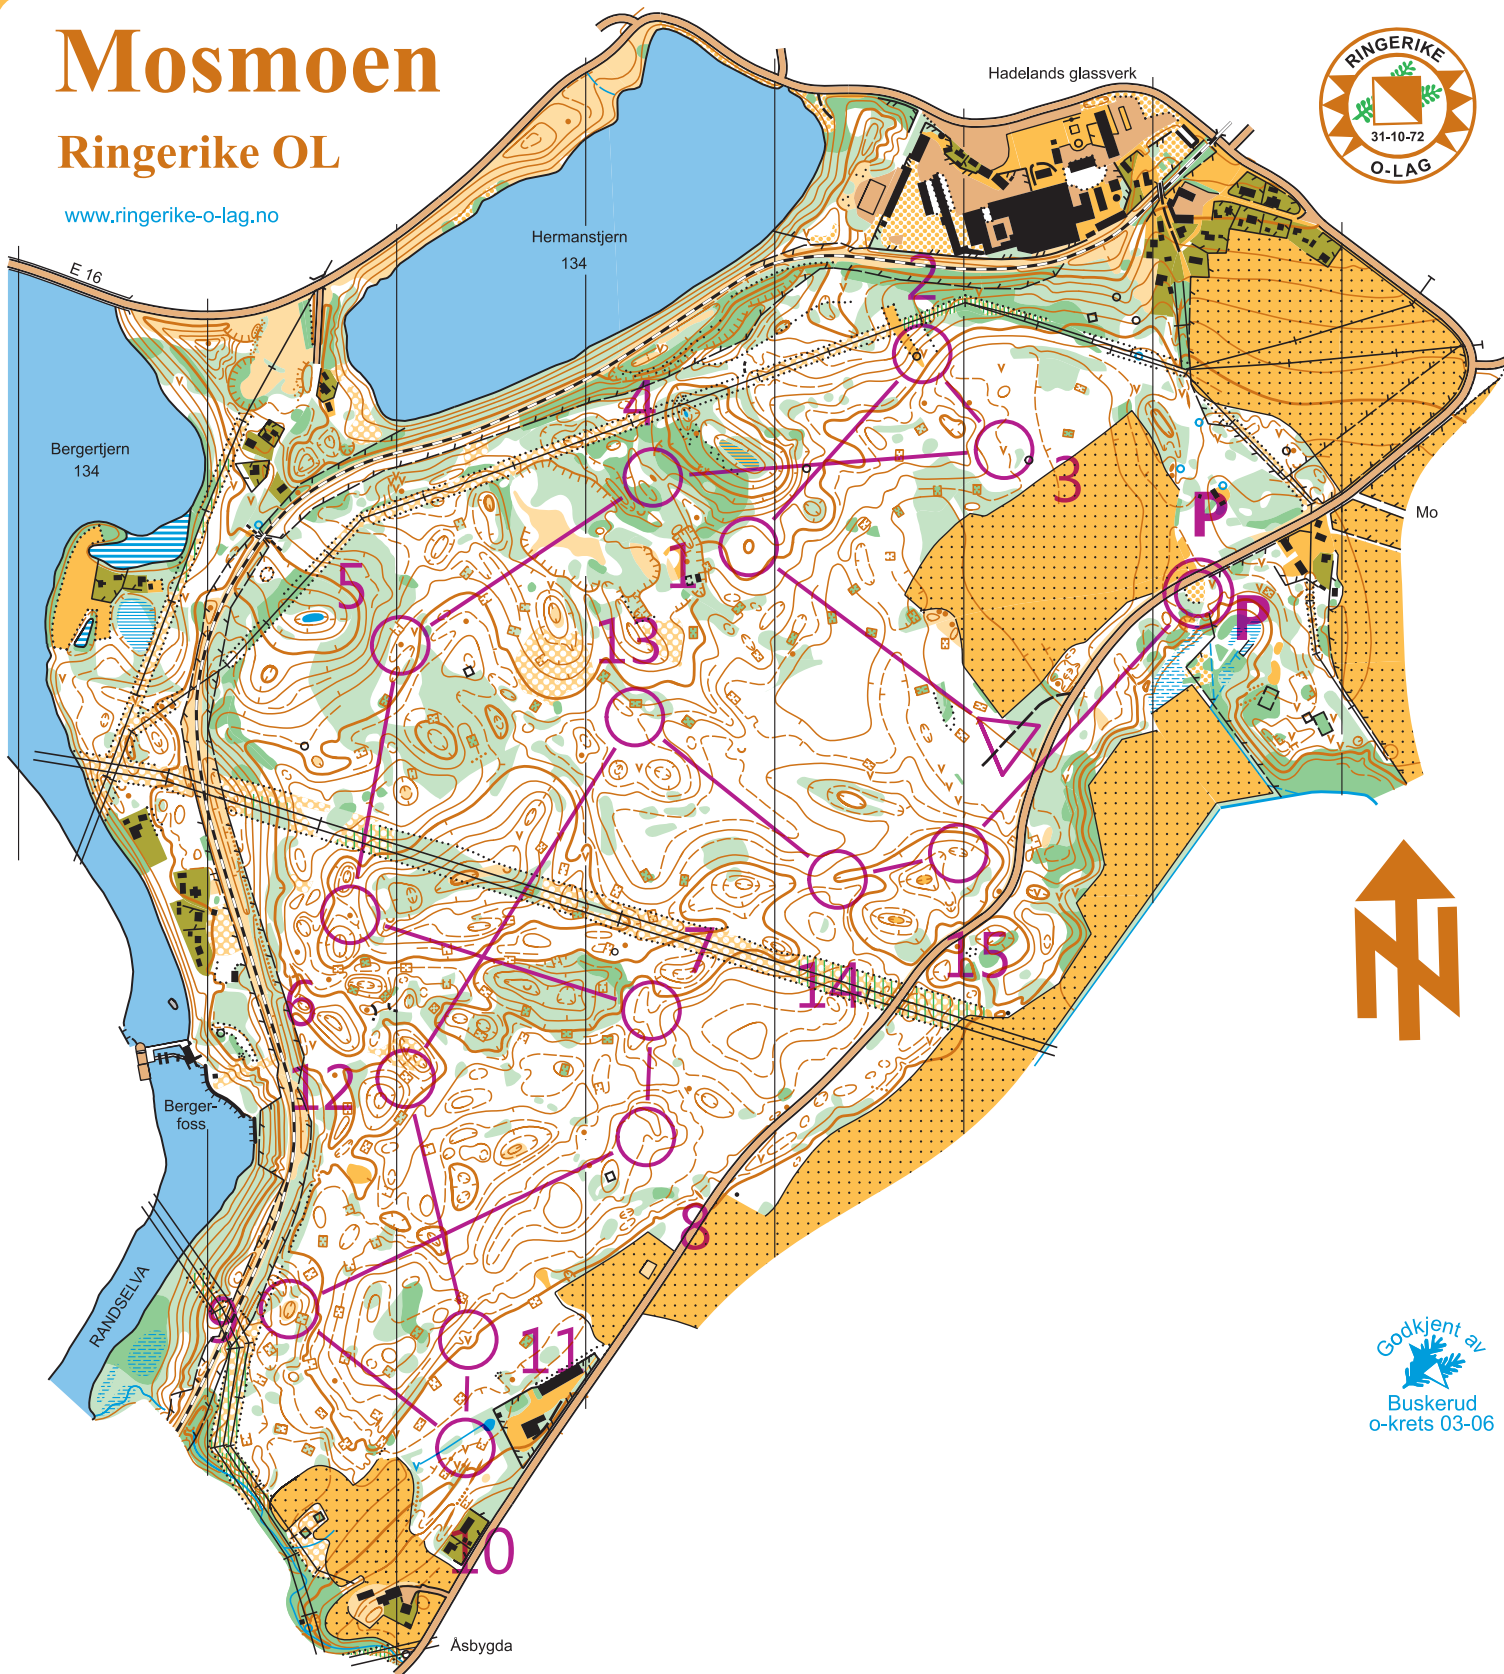 Mosmoen
Ringerike OL
www.ringerike-o-lag.no
RINGERIKE
31-10-72
O-LAG
Hadelands glassverk
Hermanstjern
134
E 16
Bergertjern
134
Mo
2
4
3
P
1
5
P
13
7
15
14
6
12
Berger-
foss
8
RANDSELVA
9
11
10
Åsbygda
Godkjent av
Buskerud
o-krets 03-06
N